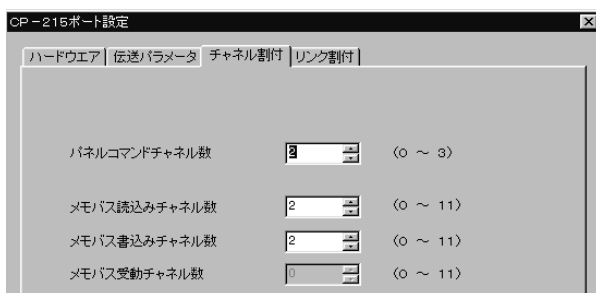 CP-215ポート設定
ハードウエア 伝送パラメータ チャネル割付 リンク割付
パネルコマンドチャネル数 2 (0 ~ 3)
メモバス読込みチャネル数 2 (0 ~ 11)
メモバス書込みチャネル数 2 (0 ~ 11)
メモバス受動チャネル数 0 (0 ~ 11)